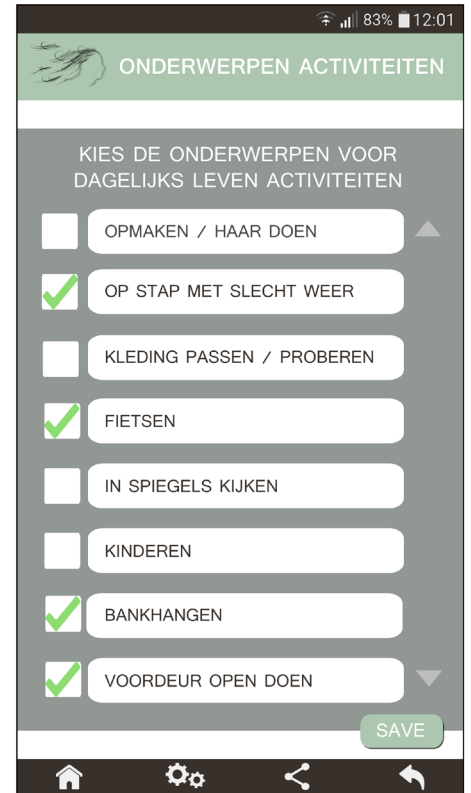 83% 12:01
ONDERWERPEN ACTIVITEITEN
KIES DE ONDERWERPEN VOOR
DAGELIJKS LEVEN ACTIVITEITEN
OPMAKEN / HAAR DOEN
OP STAP MET SLECHT WEER
KLEDING PASSEN / PROBEREN
FIETSEN
IN SPIEGELS KIJKEN
KINDEREN
BANKHANGEN
VOORDEUR OPEN DOEN
SAVE